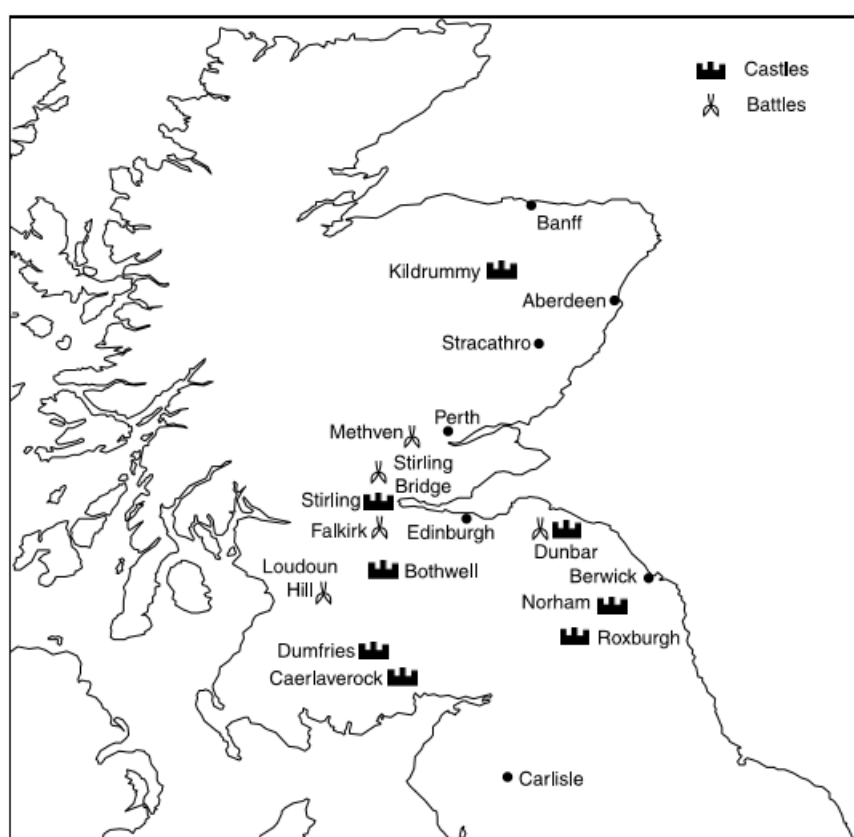 Castles
Battles
Banff
Kildrummy
Aberdeen
Stracathro
Perth
Methven
Stirling
Bridge
Stirling
Falkirk
Edinburgh
Dunbar
Loudoun
Hill
Bothwell
Berwick
Norham
Roxburgh
Dumfries
Caerlaverock
Carlisle